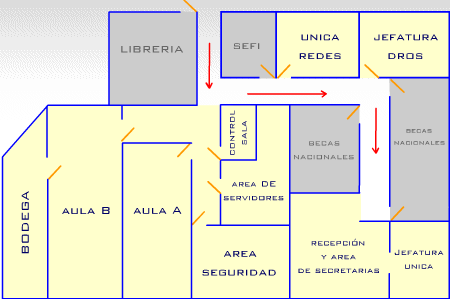 LIBRERIA
SEFI
UNICA
REDES
JEFATURA
DROS
CONTROL
SALA
BECAS
NACIONALES
BECAS
NACIONALES
BODEGA
AULA B
AULA A
AREA DE
SERVIDORES
AREA
SEGURIDAD
RECEPCIÓN
Y AREA
DE SECRETARIAS
JEFATURA
UNICA